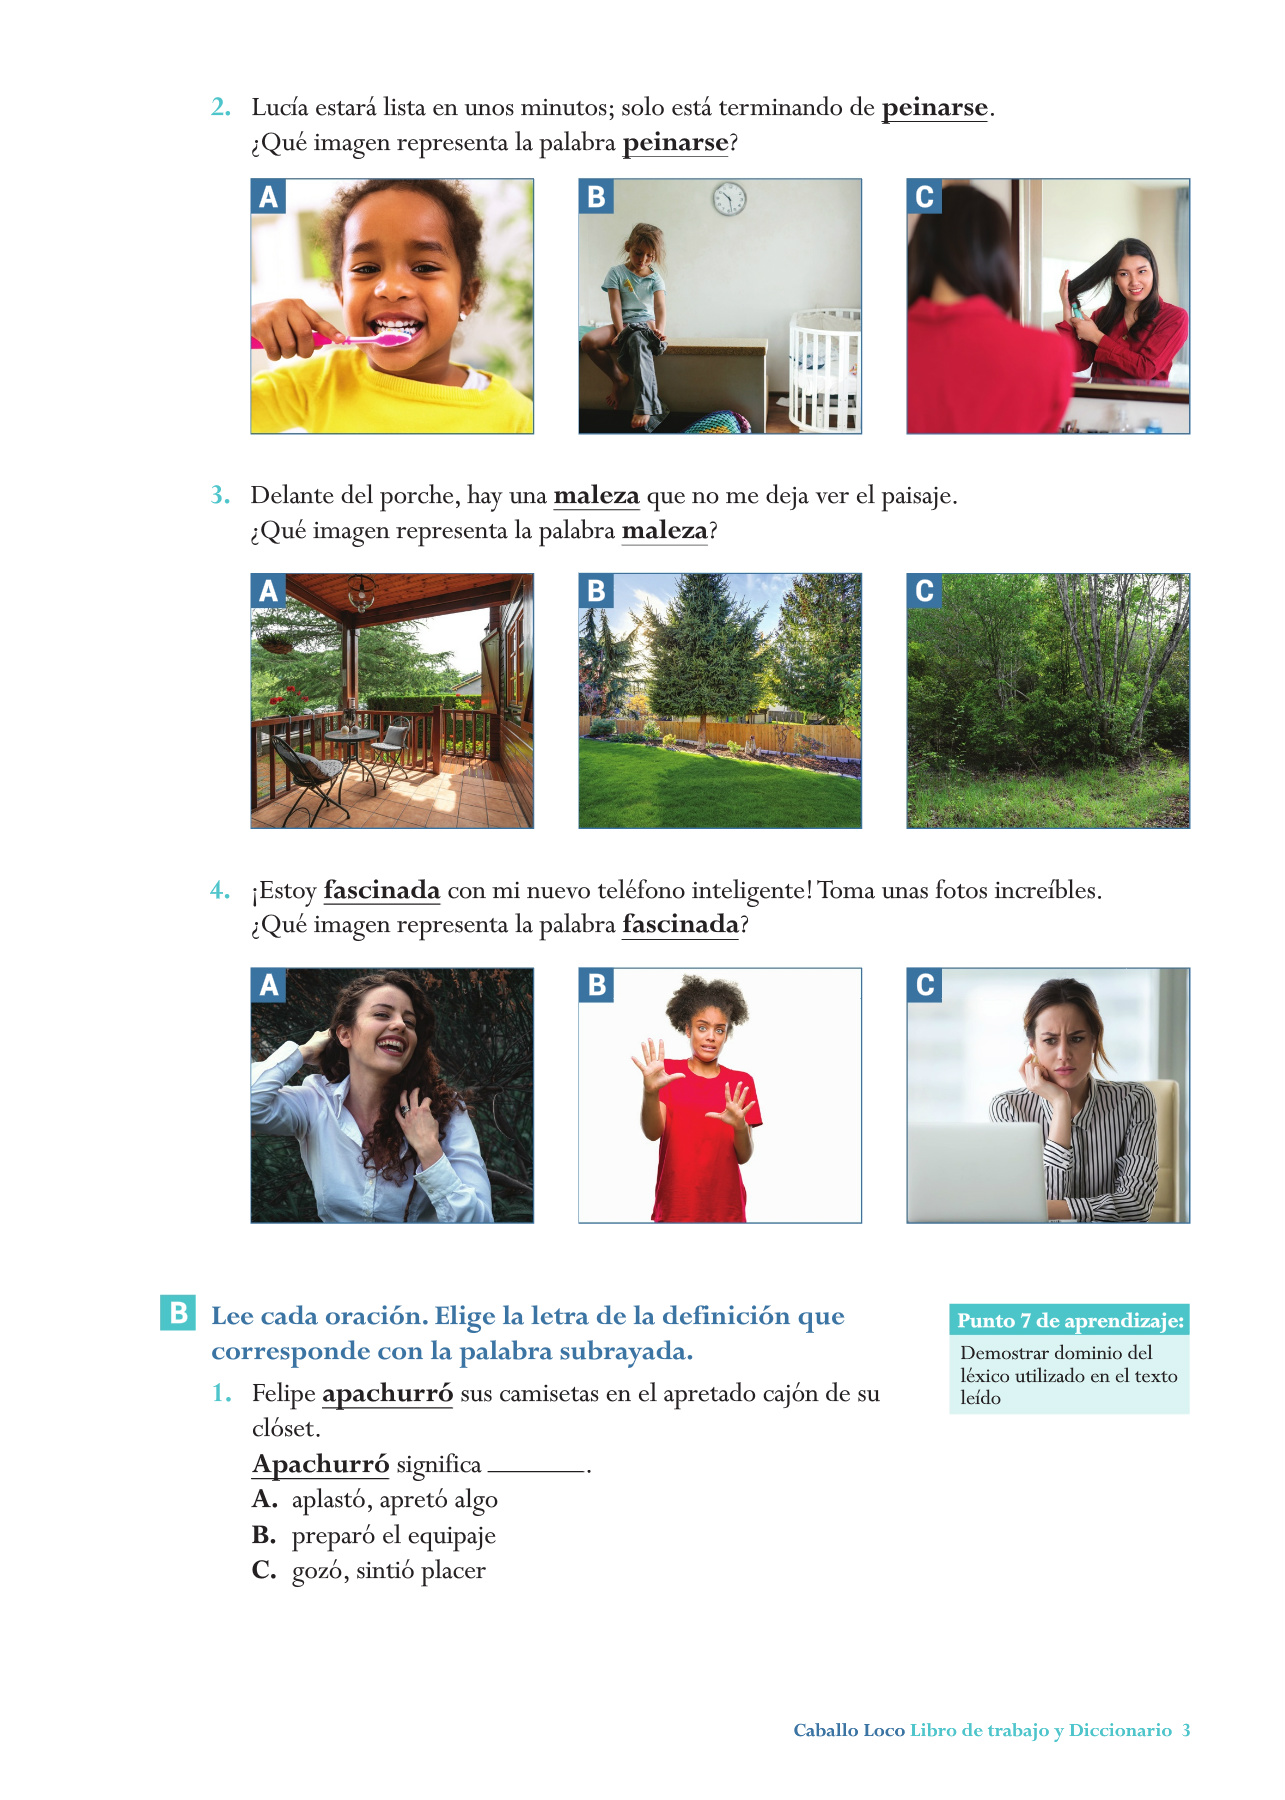 2. Lucía estará lista en unos minutos; solo está terminando de peinarse.
¿Qué imagen representa la palabra peinarse?
A B C
3. Delante del porche, hay una maleza que no me deja ver el paisaje.
¿Qué imagen representa la palabra maleza?
A B C
4. ¡Estoy fascinada con mi nuevo teléfono inteligente! Toma unas fotos increíbles.
¿Qué imagen representa la palabra fascinada?
A B C
B Lee cada oración. Elige la letra de la definición que
corresponde con la palabra subrayada.
1. Felipe apachurró sus camisetas en el apretado cajón de su
clóset.
Apachurró significa ________.
A. aplastó, apretó algo
B. preparó el equipaje
C. gozó, sintió placer
Punto 7 de aprendizaje:
Demostrar dominio del
léxico utilizado en el texto
leído
Caballo Loco Libro de trabajo y Diccionario 3